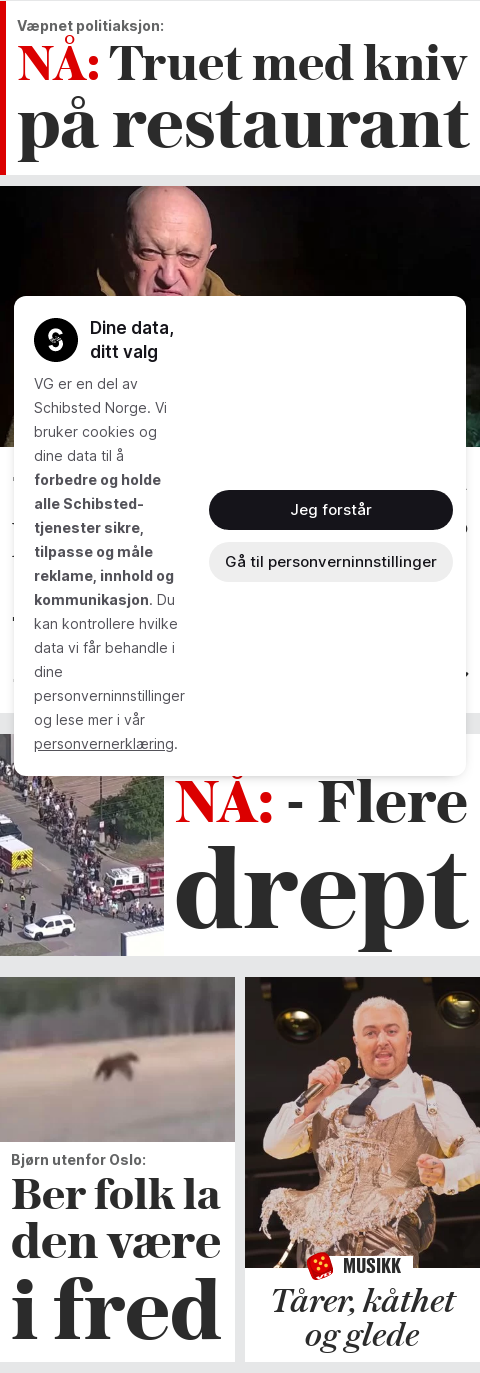 Væpnet politiaksjon:
NÅ: Truet med kniv
på restaurant
Dine data,
ditt valg
VG er en del av
Schibsted Norge. Vi
bruker cookies og
dine data til å
forbedre og holde
alle Schibsted-
tjenester sikre,
tilpasse og måle
reklame, innhold og
kommunikasjon. Du
kan kontrollere hvilke
data vi får behandle i
dine
personverninnstillinger
og lese mer i vår
personvernerklæring.
Jeg forstår
Gå til personverninnstillinger
NÅ: - Flere
drept
Bjørn utenfor Oslo:
Ber folk la
den være
i fred
MUSIKK
Tårer, kåthet
og glede